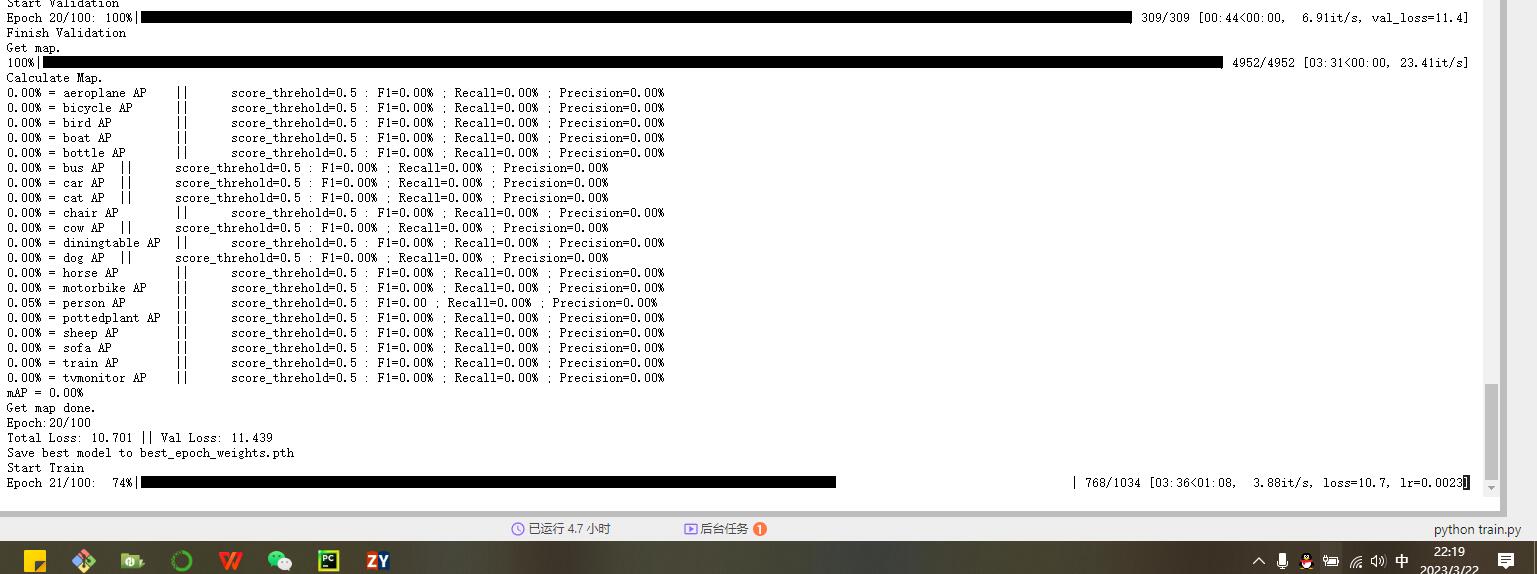 Start Validation
Epoch 20/100: 100%| | 309/309 [00:44<00:00, 6.91it/s, val_loss=11.4]
Finish Validation
Get map.
100%| | 4952/4952 [03:31<00:00, 23.41it/s]
Calculate Map.
0.00% = aeroplane AP || score_threhold=0.5 : F1=0.00% ; Recall=0.00% ; Precision=0.00%
0.00% = bicycle AP || score_threhold=0.5 : F1=0.00% ; Recall=0.00% ; Precision=0.00%
0.00% = bird AP || score_threhold=0.5 : F1=0.00% ; Recall=0.00% ; Precision=0.00%
0.00% = boat AP || score_threhold=0.5 : F1=0.00% ; Recall=0.00% ; Precision=0.00%
0.00% = bottle AP || score_threhold=0.5 : F1=0.00% ; Recall=0.00% ; Precision=0.00%
0.00% = bus AP || score_threhold=0.5 : F1=0.00% ; Recall=0.00% ; Precision=0.00%
0.00% = car AP || score_threhold=0.5 : F1=0.00% ; Recall=0.00% ; Precision=0.00%
0.00% = cat AP || score_threhold=0.5 : F1=0.00% ; Recall=0.00% ; Precision=0.00%
0.00% = chair AP || score_threhold=0.5 : F1=0.00% ; Recall=0.00% ; Precision=0.00%
0.00% = cow AP || score_threhold=0.5 : F1=0.00% ; Recall=0.00% ; Precision=0.00%
0.00% = diningtable AP || score_threhold=0.5 : F1=0.00% ; Recall=0.00% ; Precision=0.00%
0.00% = dog AP || score_threhold=0.5 : F1=0.00% ; Recall=0.00% ; Precision=0.00%
0.00% = horse AP || score_threhold=0.5 : F1=0.00% ; Recall=0.00% ; Precision=0.00%
0.00% = motorbike AP || score_threhold=0.5 : F1=0.00% ; Recall=0.00% ; Precision=0.00%
0.05% = person AP || score_threhold=0.5 : F1=0.00 ; Recall=0.00% ; Precision=0.00%
0.00% = pottedplant AP || score_threhold=0.5 : F1=0.00% ; Recall=0.00% ; Precision=0.00%
0.00% = sheep AP || score_threhold=0.5 : F1=0.00% ; Recall=0.00% ; Precision=0.00%
0.00% = sofa AP || score_threhold=0.5 : F1=0.00% ; Recall=0.00% ; Precision=0.00%
0.00% = train AP || score_threhold=0.5 : F1=0.00% ; Recall=0.00% ; Precision=0.00%
0.00% = tvmonitor AP || score_threhold=0.5 : F1=0.00% ; Recall=0.00% ; Precision=0.00%
mAP = 0.00%
Get map done.
Epoch:20/100
Total Loss: 10.701 || Val Loss: 11.439
Save best model to best_epoch_weights.pth
Start Train
Epoch 21/100: 74%| | 768/1034 [03:36<01:08, 3.88it/s, loss=10.7, lr=0.0023]
已运行 4.7 小时 后台任务 1 python train.py
W PC ZY 中 22:19
2023/3/22